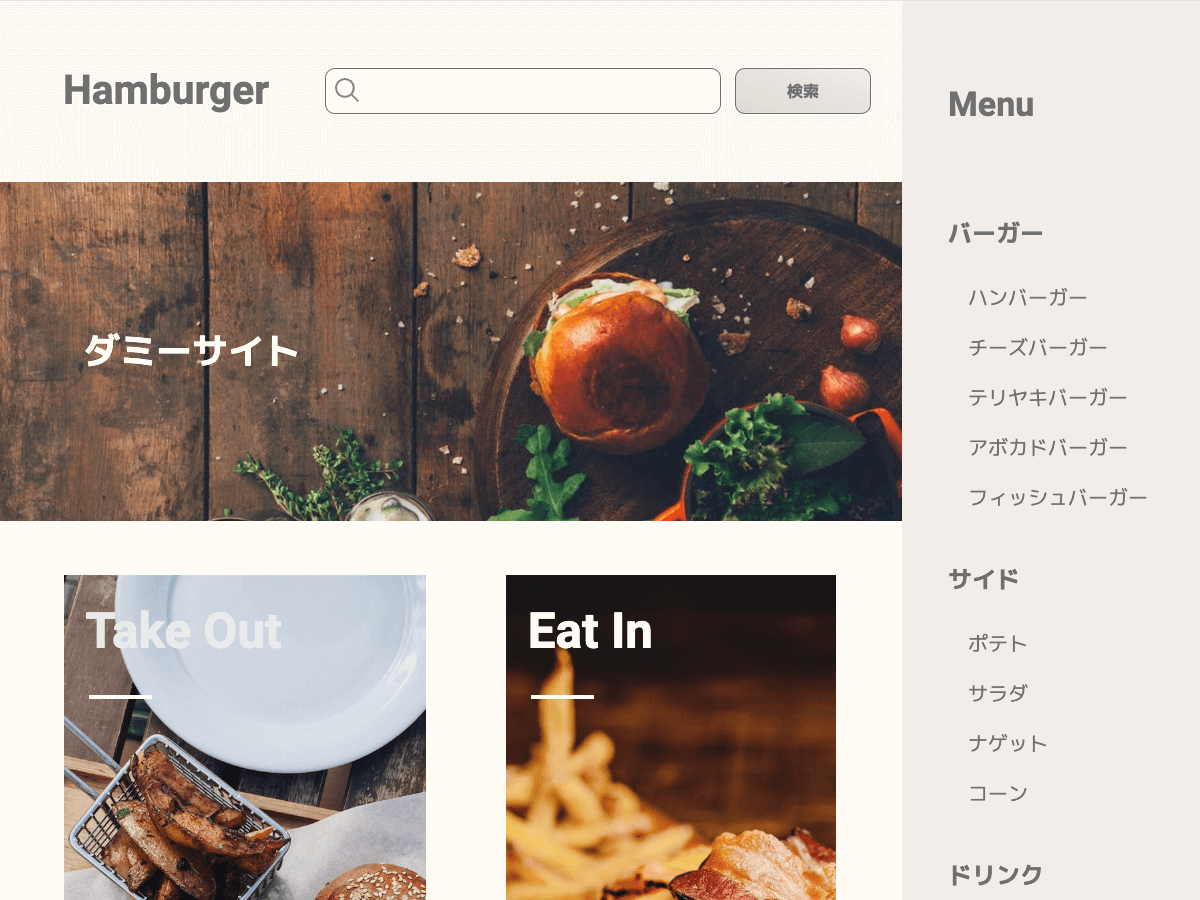 Hamburger
検索
ダミーサイト
Take Out
Eat In
Menu
バーガー
ハンバーガー
チーズバーガー
テリヤキバーガー
アボカドバーガー
フィッシュバーガー
サイド
ポテト
サラダ
ナゲット
コーン
ドリンク